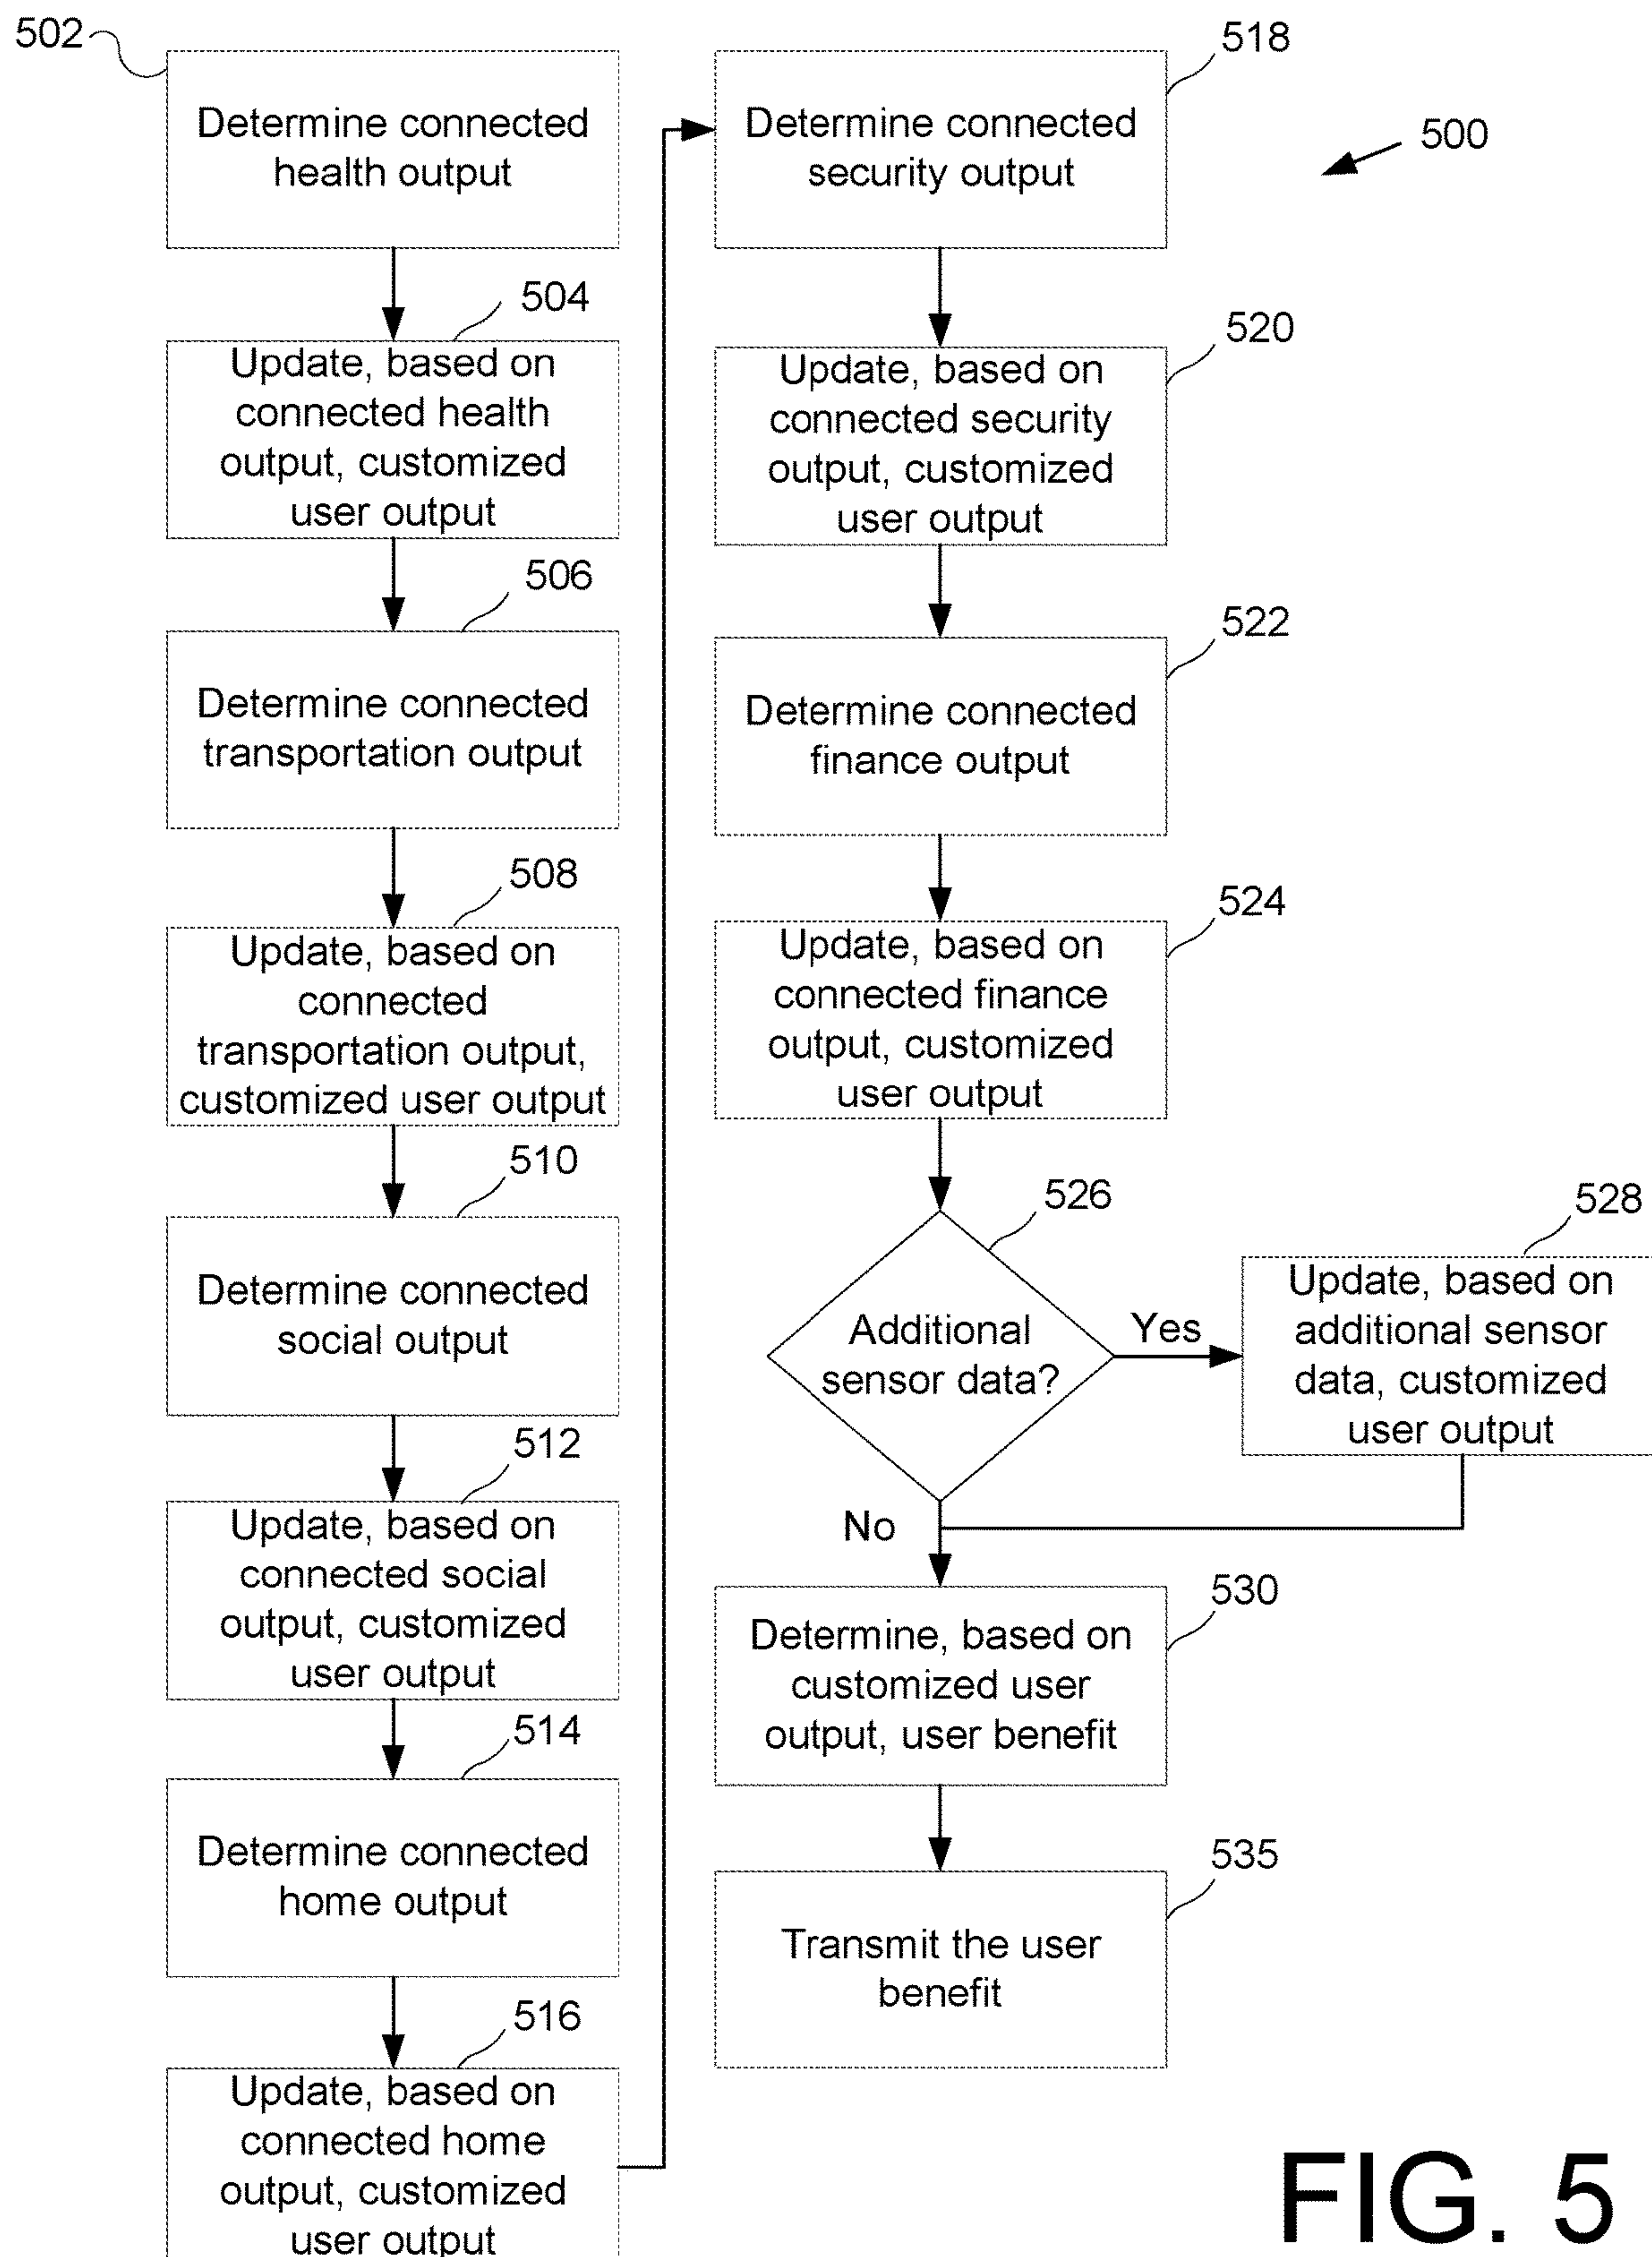 502
Determine connected
health output
504
Update, based on
connected health
output, customized
user output
506
Determine connected
transportation output
508
Update, based on
connected
transportation output,
customized user output
510
Determine connected
social output
512
Update, based on
connected social
output, customized
user output
514
Determine connected
home output
516
Update, based on
connected home
output, customized
user output
518
Determine connected
security output
500
520
Update, based on
connected security
output, customized
user output
522
Determine connected
finance output
524
Update, based on
connected finance
output, customized
user output
526
Additional
sensor data?
Yes
528
Update, based on
additional sensor
data, customized
user output
No
530
Determine, based on
customized user
output, user benefit
535
Transmit the user
benefit
FIG. 5